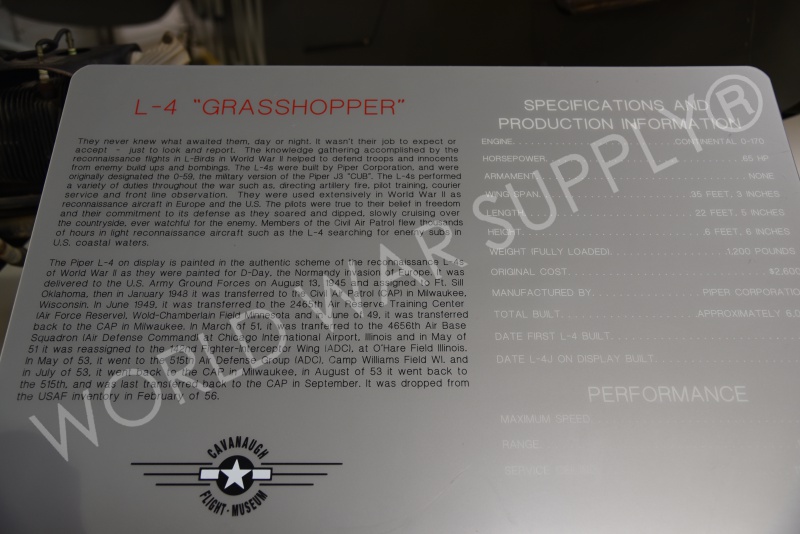 L-4 "GRASSHOPPER"
They never knew what awaited them, day or night. It wasn't their job to expect or
accept - just to look and report. The knowledge gathering accomplished by the
reconnaissance flights in L-Birds in World War II helped to defend troops and innocents
from enemy build ups and bombings. The L-4s were built by Piper Corporation, and were
originally designated the 0-59, the military version of the Piper J3 "CUB". The L-4s performed
a variety of duties throughout the war such as, directing artillery fire, pilot training, courier
service and front line observation. They were used extensively in World War II as
reconnaissance aircraft in Europe and the U.S. The pilots were true to their belief in freedom
and their commitment to its defense as they soared and dipped, slowly cruising over
the countryside, ever watchful for the enemy. Members of the Civil Air Patrol flew thousands
of hours in light reconnaissance aircraft such as the L-4 searching for enemy subs in
U.S. coastal waters.
The Piper L-4 on display is painted in the authentic scheme of the reconnaissance L-4s
of World War II as they were painted for D-Day, the Normandy invasion of Europe. It was
delivered to the U.S. Army Ground Forces on August 13, 1945 and assigned to Ft. Sill
Oklahoma, then in January 1948 it was transferred to the Civil Air Patrol (CAP) in Milwaukee,
Wisconsin. In June 1949, it was transferred to the 2465th Air Reserve Training Center
(Air Force Reserve), Wold-Chamberlain Field Minnesota and in June of 49, it was transferred
back to the CAP in Milwaukee. In March of 51, it was tranferred to the 4656th Air Base
Squadron (Air Defense Command) at Chicago International Airport, Illinois and in May of
51 it was reassigned to the Fighter-Interceptor Wing (ADC), at O'Hare Field Illinois.
In May of 53, it went to the 515th Air Defense Group (ADC), Camp Williams Field WI, and
in July of 53, it went to the CAP in Milwaukee, in August of 53 it went back to
the 515th, and was last transferred back to the CAP in September. It was dropped from
the USAF inventory in February of 56.
CAVANAUGH
FLIGHT-MUSEUM
SPECIFICATIONS AND
PRODUCTION INFORMATION
ENGINE CONTINENTAL 0-170
HORSEPOWER 65 HP
ARMAMENT NONE
WING SPAN 35 FEET, 3 INCHES
LENGTH 22 FEET, 5 INCHES
HEIGHT 6 FEET, 8 INCHES
WEIGHT (FULLY LOADED) 1,200 POUNDS
ORIGINAL COST $2,600
MANUFACTURED BY PIPER CORPORATIO
TOTAL BUILT APPROXIMATELY 6,0
DATE FIRST L-4 BUILT
DATE L-4J ON DISPLAY BUILT
PERFORMANCE
MAXIMUM SPEED
RANGE
SERVICE CEILING
WORLD WAR SUPPLY®